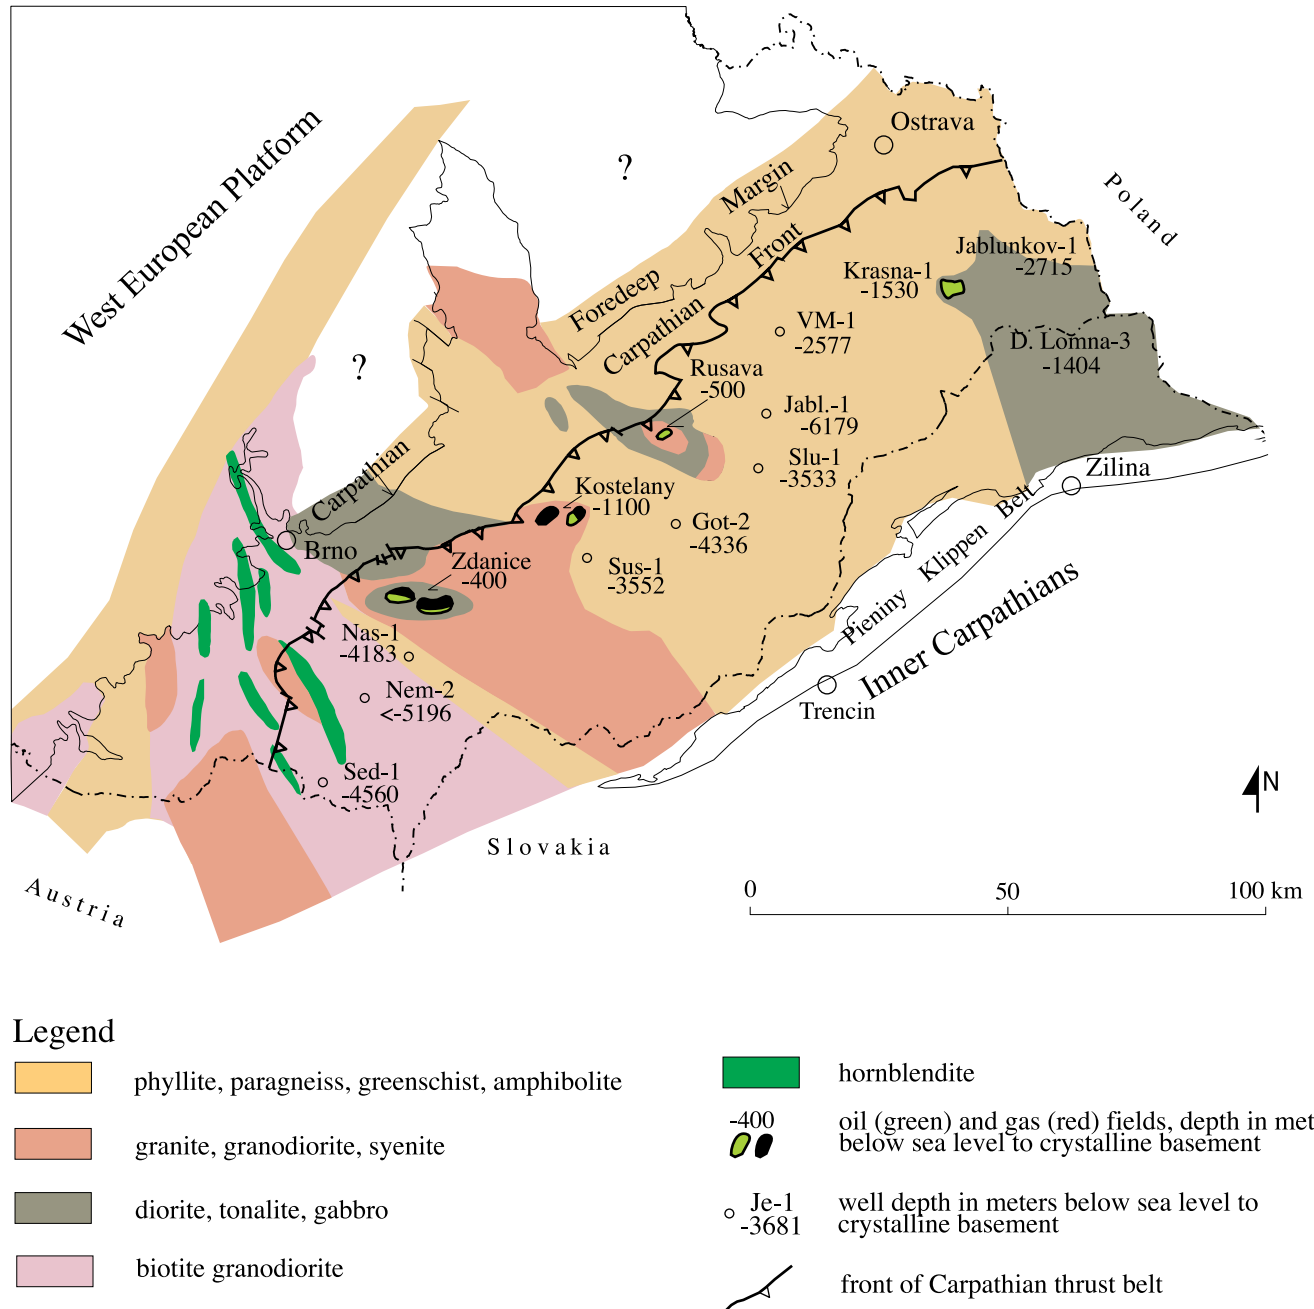 Ostrava
West European Platform
?
Margin
Poland
Front
Jablunkov-1
-2715
Krasna-1
-1530
Foredeep
Carpathian
VM-1
-2577
D. Lomna-3
-1404
?
Rusava
-500
Jabl.-1
-6179
Carpathian
Slu-1
-3533
Zilina
Kostelany
-1100
Belt
Got-2
-4336
Klippen
Brno
Zdanice
-400
Sus-1
-3552
Pieniny
Inner Carpathians
Nas-1
-4183
Nem-2
<-5196
Trencin
Sed-1
-4560
N
Slovakia
Austria
0 50 100 km
Legend
phyllite, paragneiss, greenschist, amphibolite
granite, granodiorite, syenite
diorite, tonalite, gabbro
biotite granodiorite
hornblendite
-400
oil (green) and gas (red) fields, depth in met
below sea level to crystalline basement
Je-1
-3681
well depth in meters below sea level to
crystalline basement
front of Carpathian thrust belt